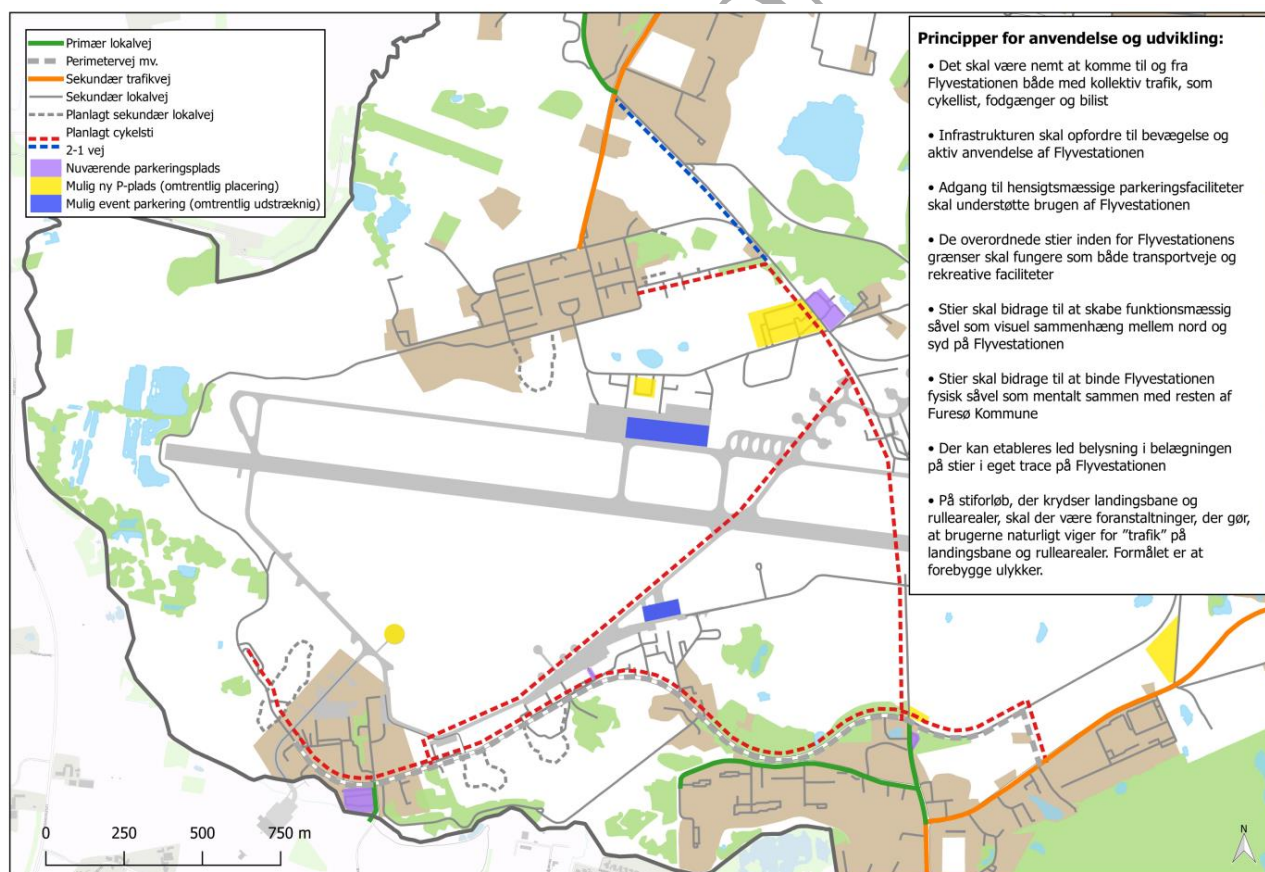 Primær lokalvej
Perimetervej mv.
Sekundær trafikvej
Sekundær lokalvej
Planlagt sekundær lokalvej
Planlagt cykelsti
2-1 vej
Nuværende parkeringsplads
Mulig ny P-plads (omtrentlig placering)
Mulig event parkering (omtrentlig udstræknig)
Principper for anvendelse og udvikling:
• Det skal være nemt at komme til og fra
Flyvestationen både med kollektiv trafik, som
cykellist, fodgænger og bilist
• Infrastrukturen skal opfordre til bevægelse og
aktiv anvendelse af Flyvestationen
• Adgang til hensigtsmæssige parkeringsfaciliteter
skal understøtte brugen af Flyvestationen
• De overordnede stier inden for Flyvestationens
grænser skal fungere som både transportveje og
rekreative faciliteter
• Stier skal bidrage til at skabe funktionsmæssig
såvel som visuel sammenhæng mellem nord og
syd på Flyvestationen
• Stier skal bidrage til at binde Flyvestationen
fysisk såvel som mentalt sammen med resten af
Furesø Kommune
• Der kan etableres led belysning i belægningen
på stier i eget trace på Flyvestationen
• På stiforløb, der krydser landingsbane og
rullearealer, skal der være foranstaltninger, der gør,
at brugerne naturligt viger for ”trafik” på
landingsbane og rullearealer. Formålet er at
forebygge ulykker.
0 250 500 750 m
N